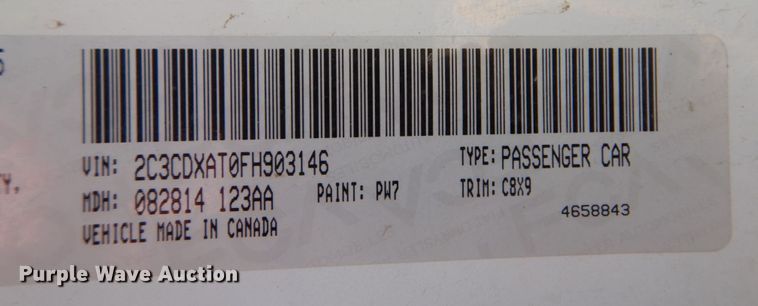 VIN: 2C3CDXAT0FH903146 TYPE: PASSENGER CAR
MDH: 082814 123AA PAINT: PW7 TRIM: C8X9
VEHICLE MADE IN CANADA 4658843
Purple Wave Auction